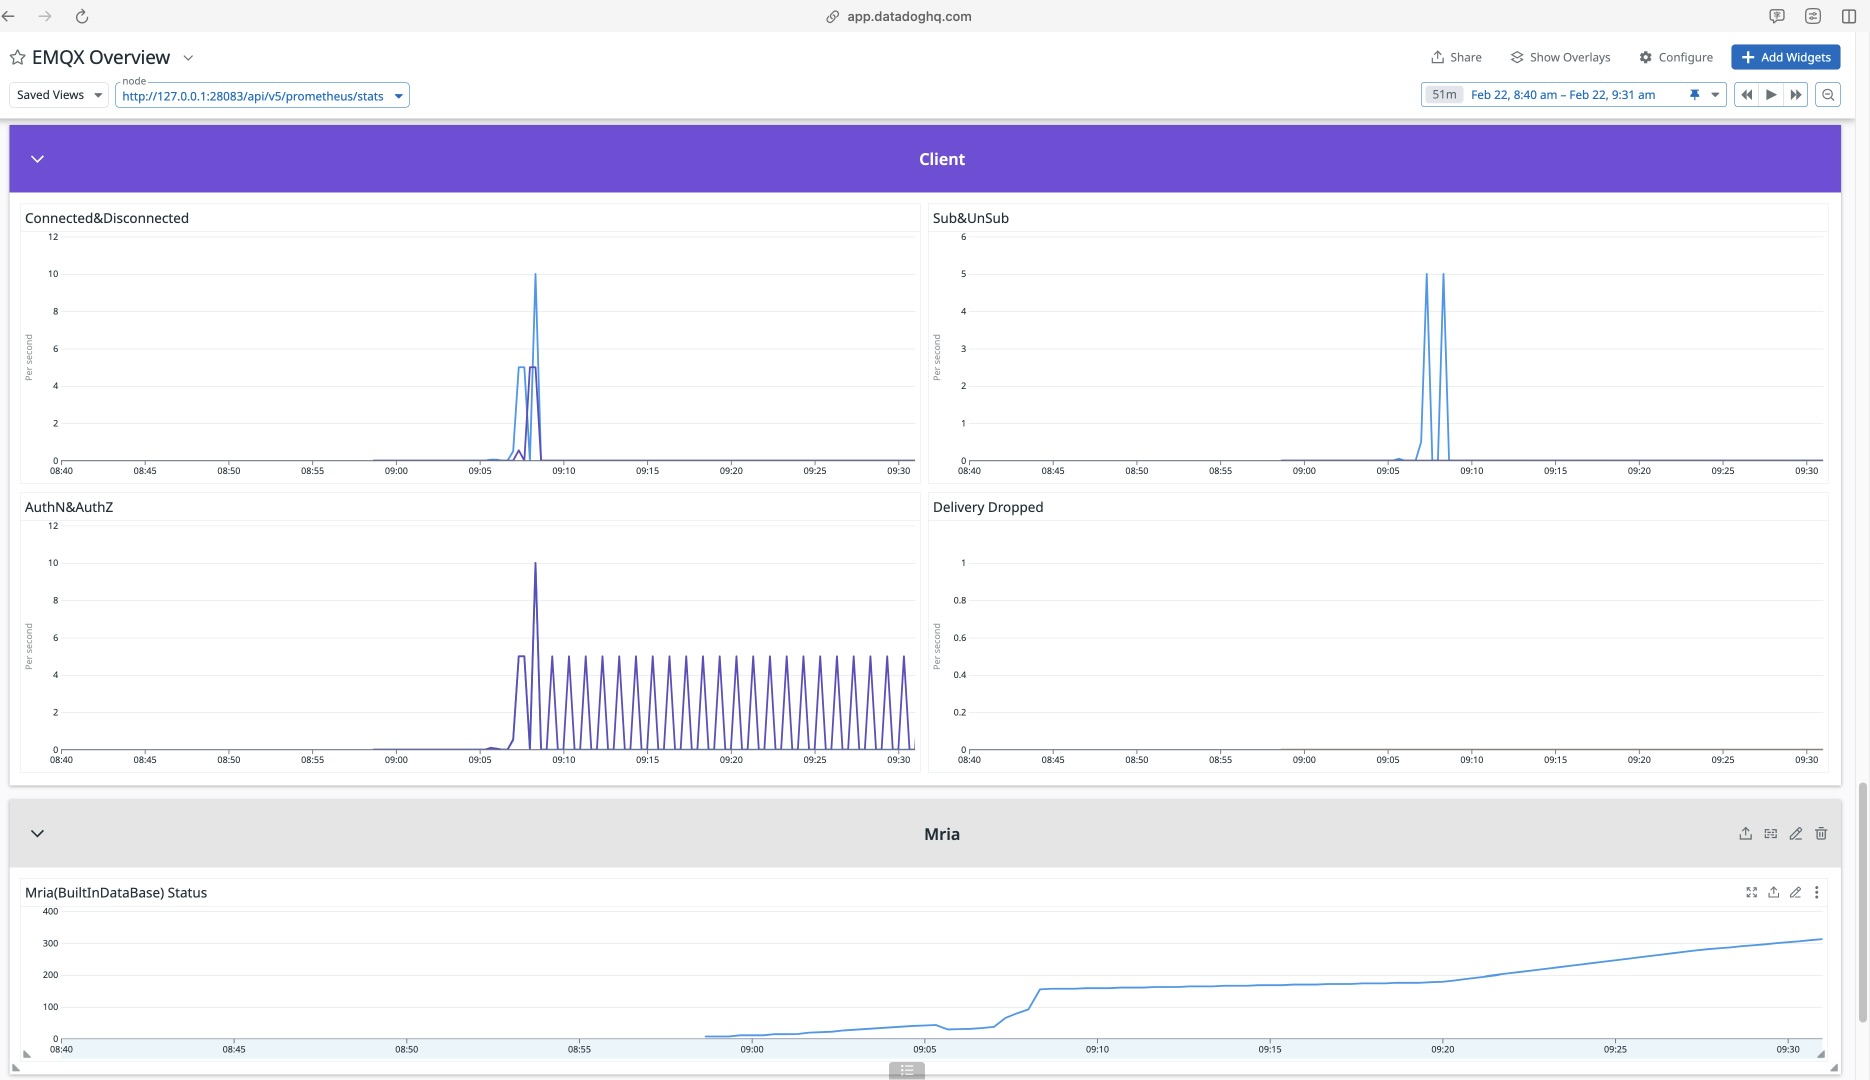 app.datadoghq.com
EMQX Overview
Share
Show Overlays
Configure
Add Widgets
Saved Views
node
http://127.0.0.1:28083/api/v5/prometheus/stats
51m
Feb 22, 8:40 am – Feb 22, 9:31 am
Client
Connected&Disconnected
12
10
8
6
4
2
0
Per second
08:40 08:45 08:50 08:55 09:00 09:05 09:10 09:15 09:20 09:25 09:30
Sub&UnSub
6
5
4
3
2
1
0
Per second
08:40 08:45 08:50 08:55 09:00 09:05 09:10 09:15 09:20 09:25 09:30
AuthN&AuthZ
12
10
8
6
4
2
0
Per second
08:40 08:45 08:50 08:55 09:00 09:05 09:10 09:15 09:20 09:25 09:30
Delivery Dropped
1
0.8
0.6
0.4
0.2
0
Per second
08:40 08:45 08:50 08:55 09:00 09:05 09:10 09:15 09:20 09:25 09:30
Mria
Mria(BuiltInDataBase) Status
400
300
200
100
0
08:40 08:45 08:50 08:55 09:00 09:05 09:10 09:15 09:20 09:25 09:30